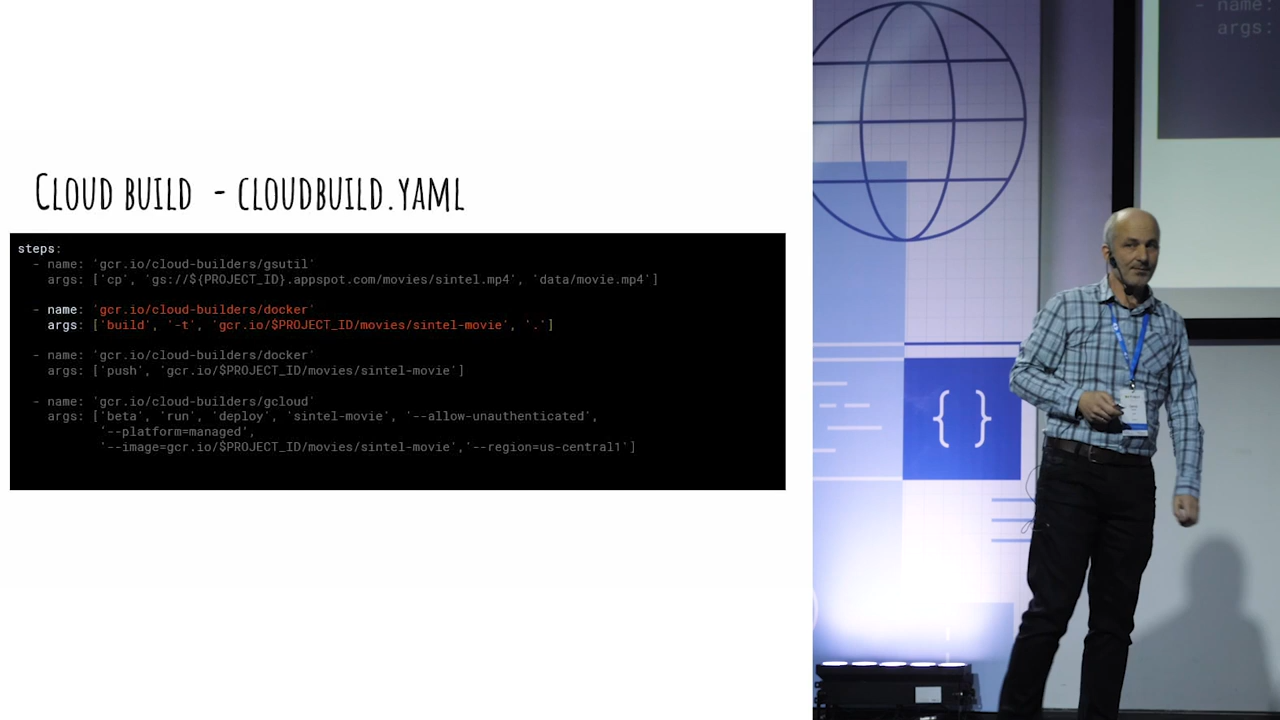 Cloud build - cloudbuild.yaml
steps:
- name: 'gcr.io/cloud-builders/gsutil'
args: ['cp', 'gs://${PROJECT_ID}.appspot.com/movies/sintel.mp4', 'data/movie.mp4']
- name: 'gcr.io/cloud-builders/docker'
args: ['build', '-t', 'gcr.io/$PROJECT_ID/movies/sintel-movie', '.']
- name: 'gcr.io/cloud-builders/docker'
args: ['push', 'gcr.io/$PROJECT_ID/movies/sintel-movie']
- name: 'gcr.io/cloud-builders/gcloud'
args: ['beta', 'run', 'deploy', 'sintel-movie', '--allow-unauthenticated',
'--platform=managed',
'--image=gcr.io/$PROJECT_ID/movies/sintel-movie','--region=us-central1']
- name:
args:
{ }